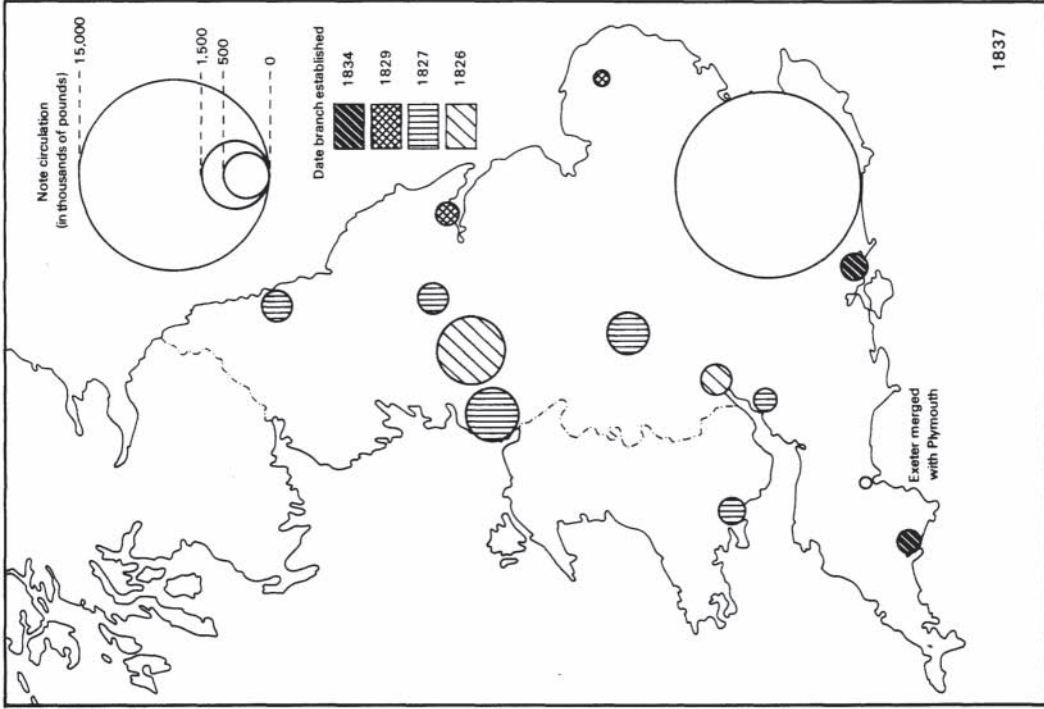 Note circulation
(in thousands of pounds)
15,000
1,500
500
0
Date branch established
1834
1829
1827
1826
Exeter merged
with Plymouth
1837